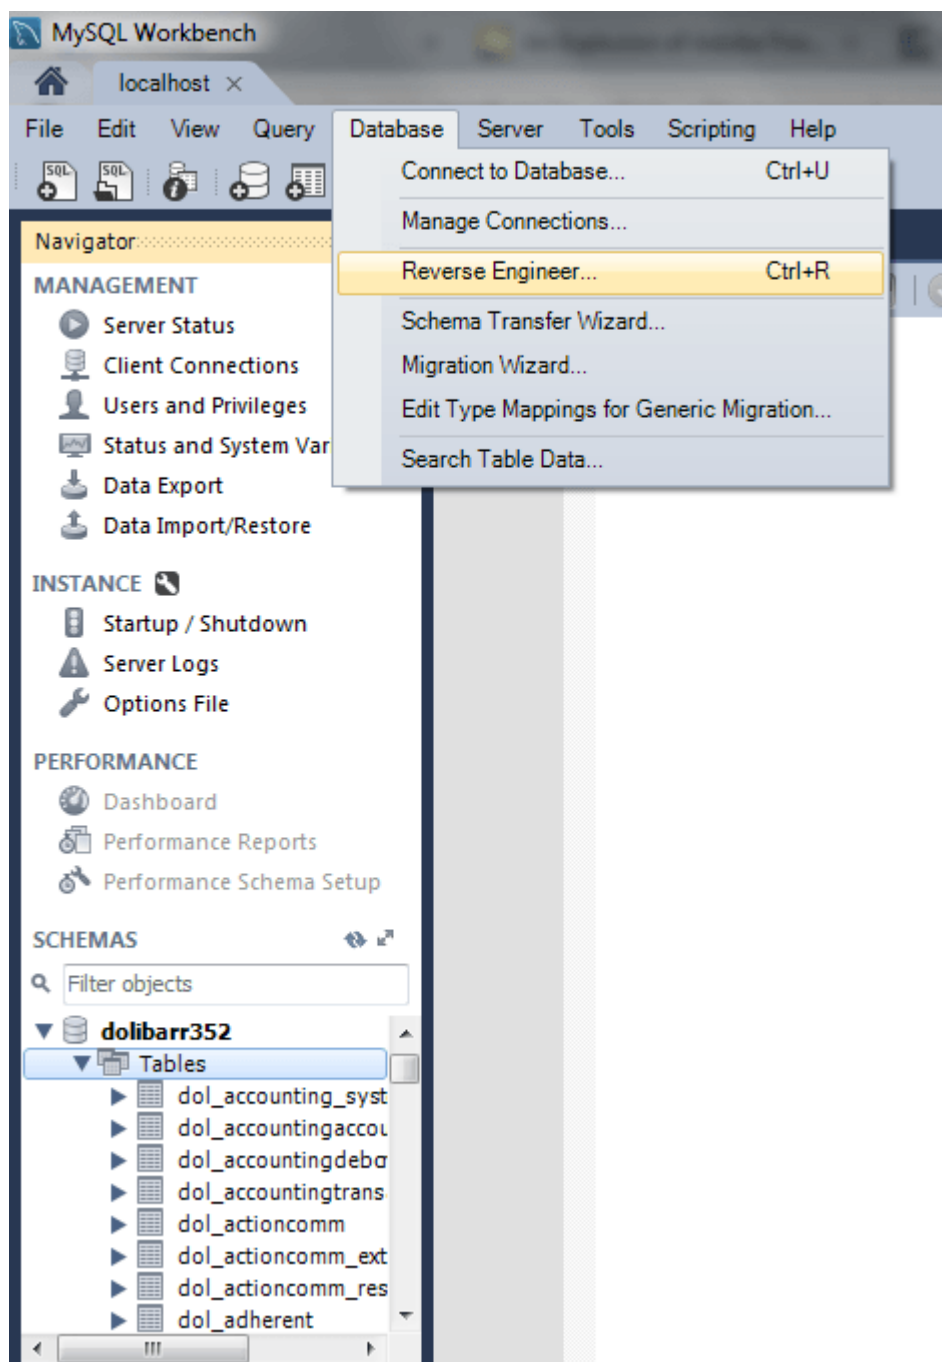 MySQL Workbench
localhost
File Edit View Query Database Server Tools Scripting Help
SQL SQL
Connect to Database... Ctrl+U
Manage Connections...
Reverse Engineer... Ctrl+R
Schema Transfer Wizard...
Migration Wizard...
Edit Type Mappings for Generic Migration...
Search Table Data...
Navigator
MANAGEMENT
Server Status
Client Connections
Users and Privileges
Status and System Var
Data Export
Data Import/Restore
INSTANCE
Startup / Shutdown
Server Logs
Options File
PERFORMANCE
Dashboard
Performance Reports
Performance Schema Setup
SCHEMAS
Filter objects
dolibarr352
Tables
dol_accounting_syst
dol_accountingaccou
dol_accountingdebc
dol_accountingtrans
dol_actioncomm
dol_actioncomm_ext
dol_actioncomm_res
dol_adherent